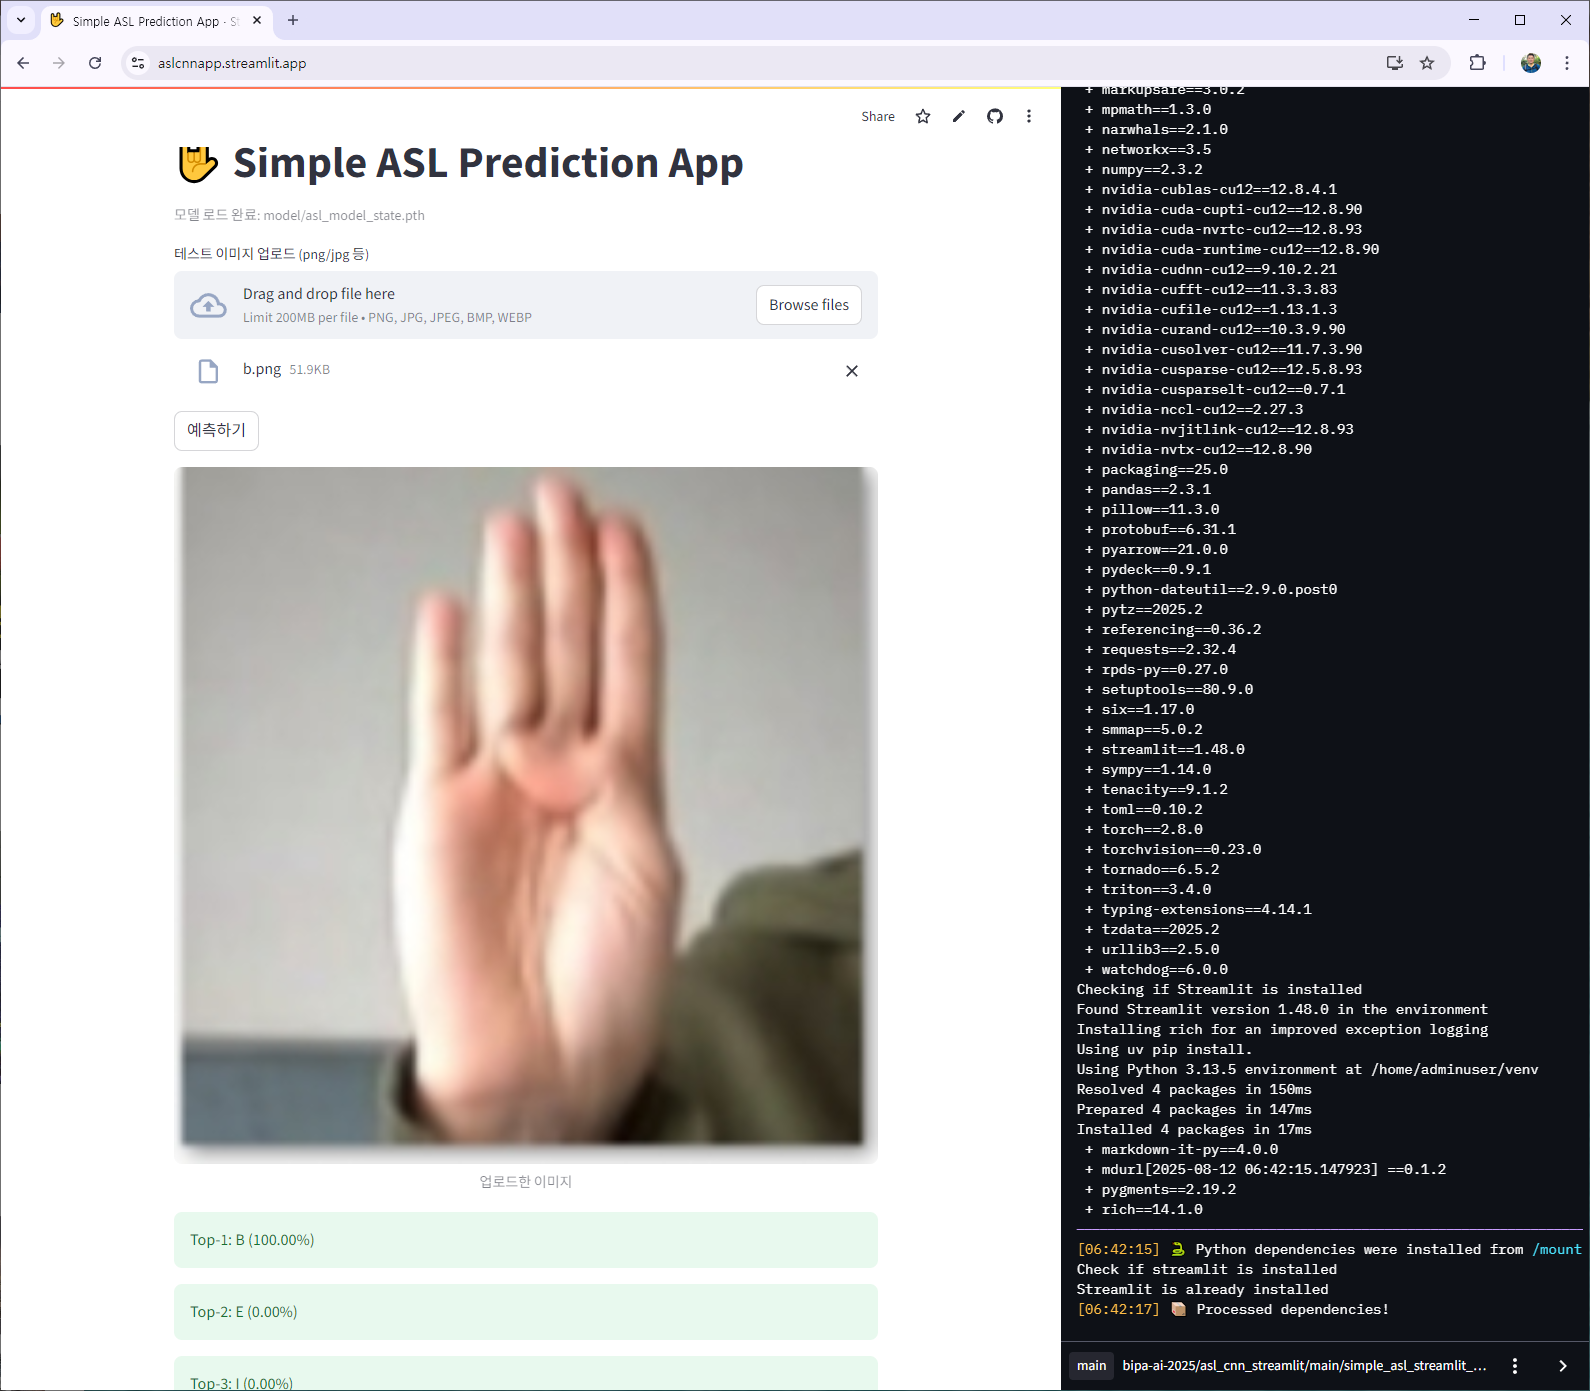 Simple ASL Prediction App · St
aslcnnapp.streamlit.app
Share
Simple ASL Prediction App
모델 로드 완료: model/asl_model_state.pth
테스트 이미지 업로드 (png/jpg 등)
Drag and drop file here
Limit 200MB per file • PNG, JPG, JPEG, BMP, WEBP
Browse files
b.png 51.9KB
예측하기
업로드한 이미지
Top-1: B (100.00%)
Top-2: E (0.00%)
Top-3: I (0.00%)
+ markupsafe==3.0.2
+ mpmath==1.3.0
+ narwhals==2.1.0
+ networkx==3.5
+ numpy==2.3.2
+ nvidia-cublas-cu12==12.8.4.1
+ nvidia-cuda-cupti-cu12==12.8.90
+ nvidia-cuda-nvrtc-cu12==12.8.93
+ nvidia-cuda-runtime-cu12==12.8.90
+ nvidia-cudnn-cu12==9.10.2.21
+ nvidia-cufft-cu12==11.3.3.83
+ nvidia-cufile-cu12==1.13.1.3
+ nvidia-curand-cu12==10.3.9.90
+ nvidia-cusolver-cu12==11.7.3.90
+ nvidia-cusparse-cu12==12.5.8.93
+ nvidia-cusparselt-cu12==0.7.1
+ nvidia-nccl-cu12==2.27.3
+ nvidia-nvjitlink-cu12==12.8.93
+ nvidia-nvtx-cu12==12.8.90
+ packaging==25.0
+ pandas==2.3.1
+ pillow==11.3.0
+ protobuf==6.31.1
+ pyarrow==21.0.0
+ pydeck==0.9.1
+ python-dateutil==2.9.0.post0
+ pytz==2025.2
+ referencing==0.36.2
+ requests==2.32.4
+ rpds-py==0.27.0
+ setuptools==80.9.0
+ six==1.17.0
+ smmap==5.0.2
+ streamlit==1.48.0
+ sympy==1.14.0
+ tenacity==9.1.2
+ toml==0.10.2
+ torch==2.8.0
+ torchvision==0.23.0
+ tornado==6.5.2
+ triton==3.4.0
+ typing-extensions==4.14.1
+ tzdata==2025.2
+ urllib3==2.5.0
+ watchdog==6.0.0
Checking if Streamlit is installed
Found Streamlit version 1.48.0 in the environment
Installing rich for an improved exception logging
Using uv pip install.
Using Python 3.13.5 environment at /home/adminuser/venv
Resolved 4 packages in 150ms
Prepared 4 packages in 147ms
Installed 4 packages in 17ms
+ markdown-it-py==4.0.0
+ mdurl[2025-08-12 06:42:15.147923] ==0.1.2
+ pygments==2.19.2
+ rich==14.1.0
[06:42:15] 🐍 Python dependencies were installed from /mount
Check if streamlit is installed
Streamlit is already installed
[06:42:17] 📦 Processed dependencies!
main bipa-ai-2025/asl_cnn_streamlit/main/simple_asl_streamlit_...